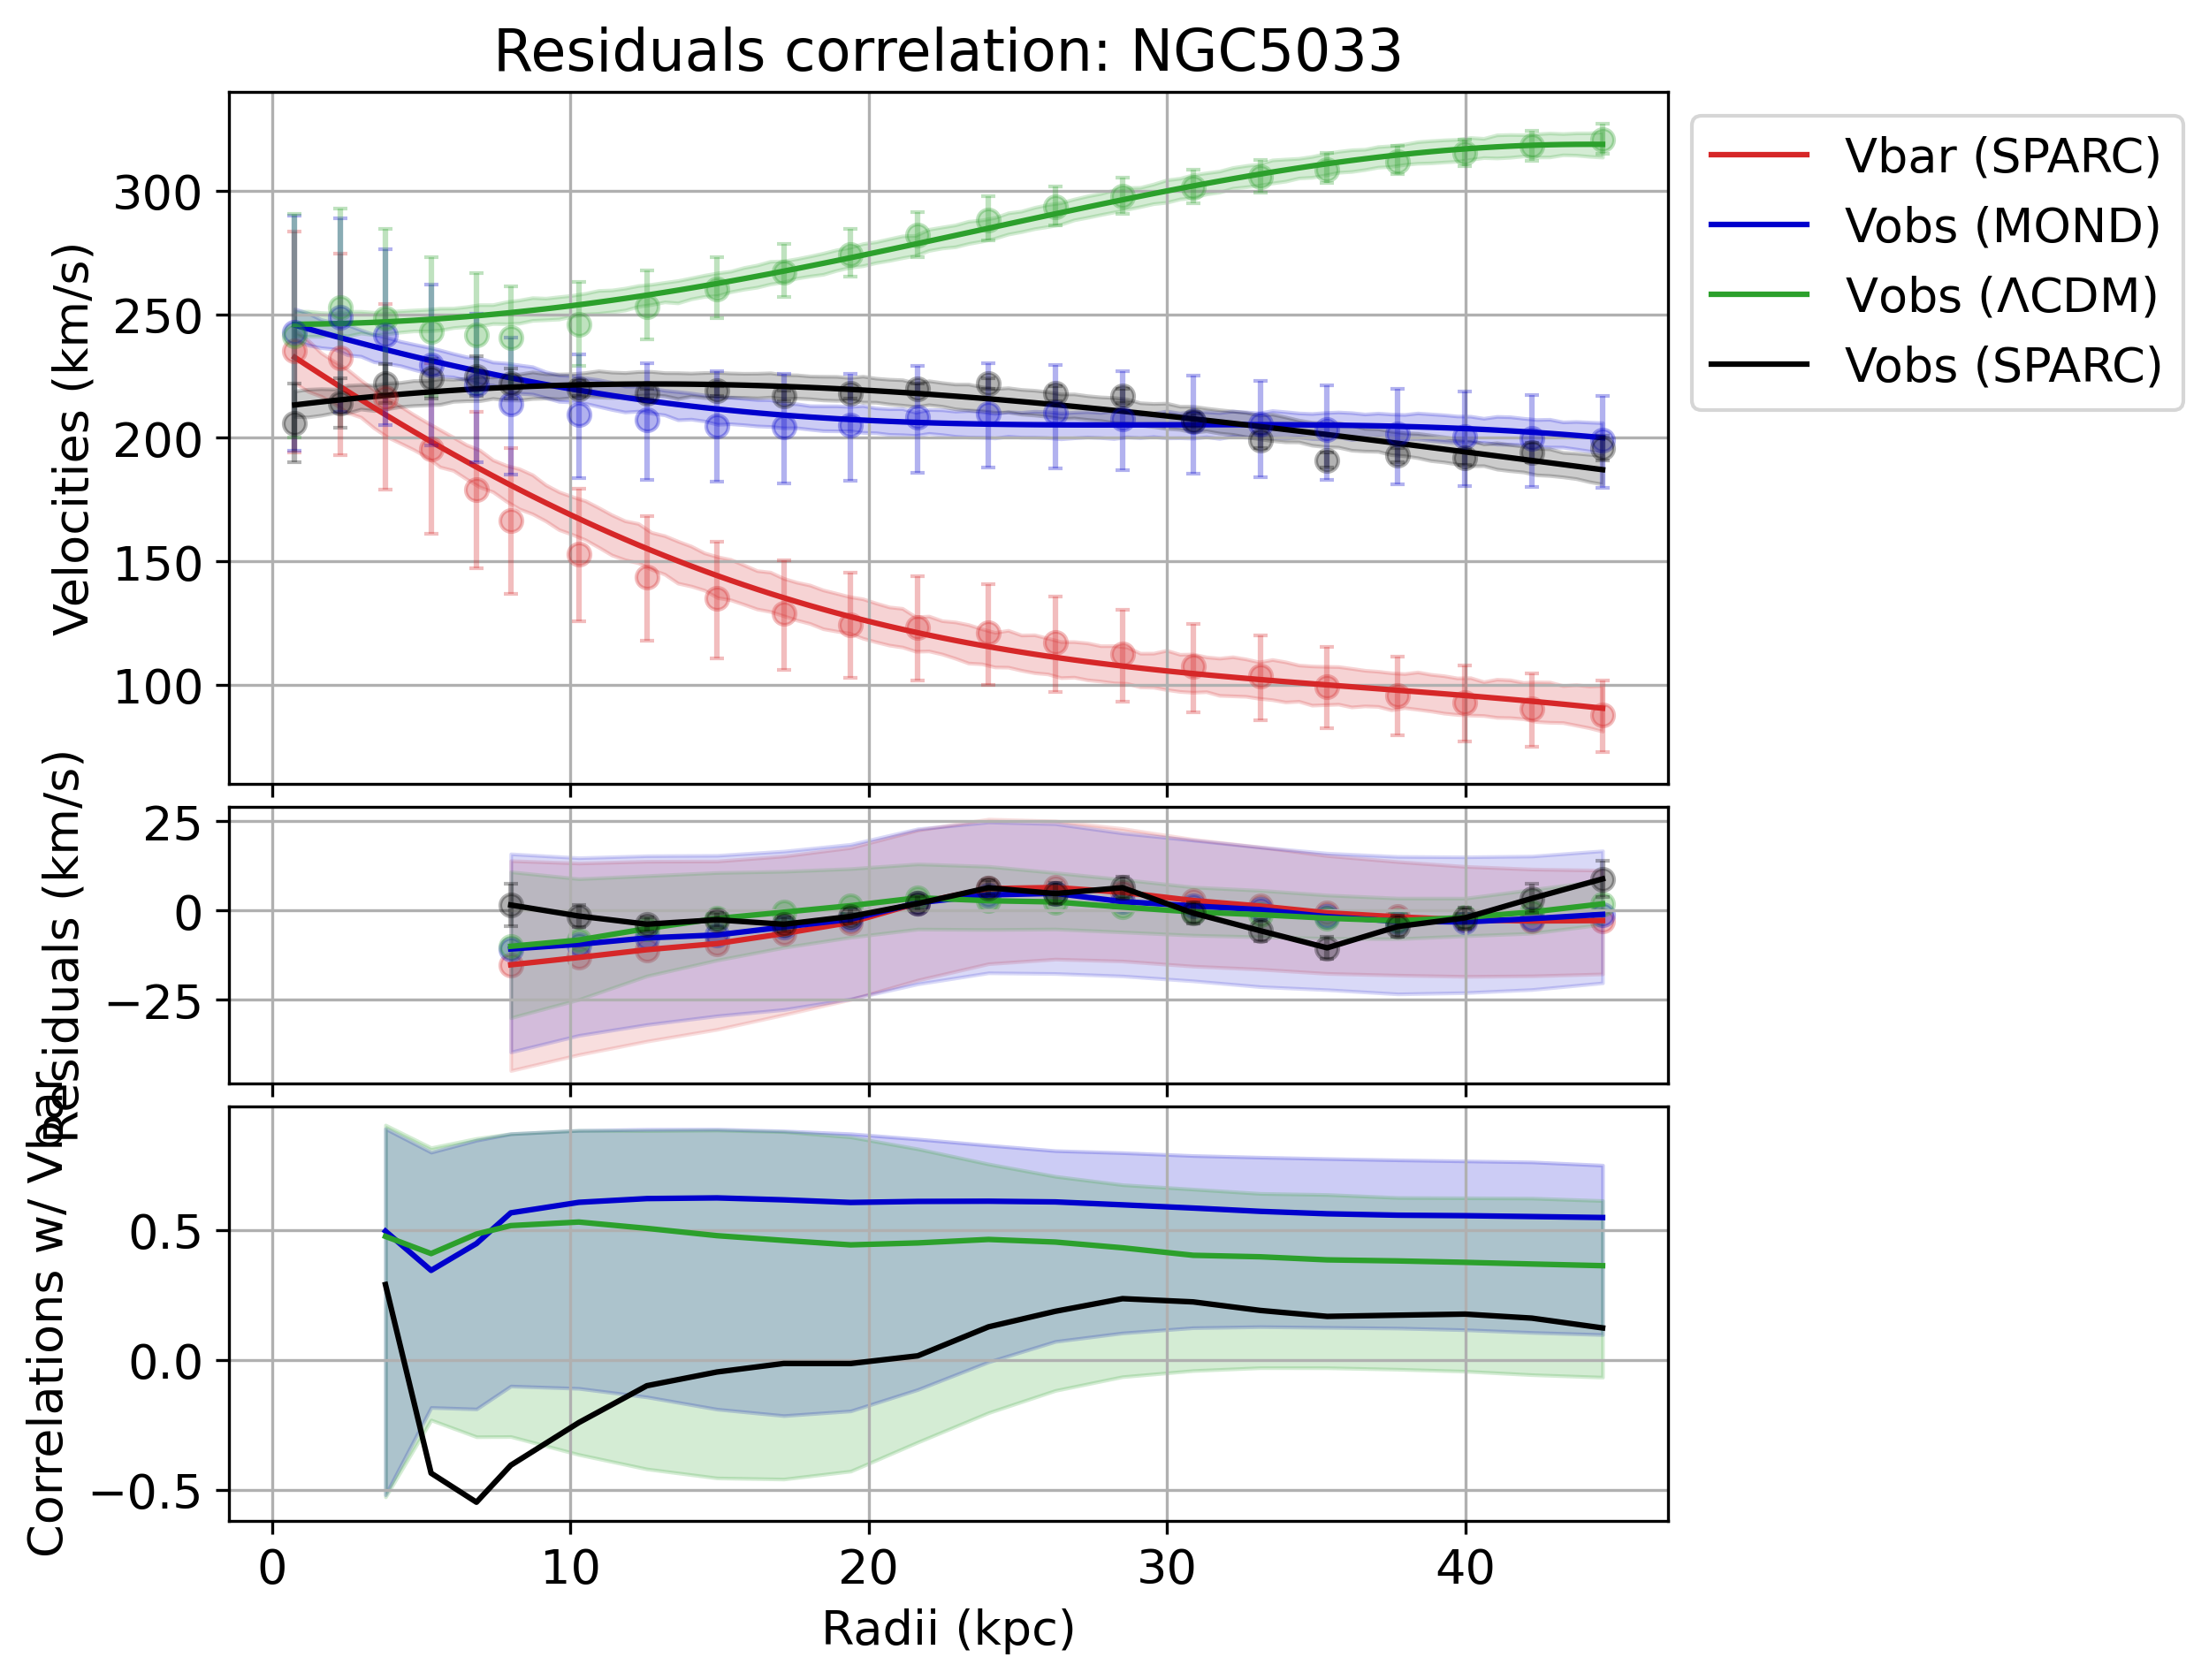 Residuals correlation: NGC5033
Velocities (km/s)
300
250
200
150
100
Vbar (SPARC)
Vobs (MOND)
Vobs (ΛCDM)
Vobs (SPARC)
Residuals (km/s)
25
0
−25
Correlations w/ Vbar
0.5
0.0
−0.5
0 10 20 30 40
Radii (kpc)